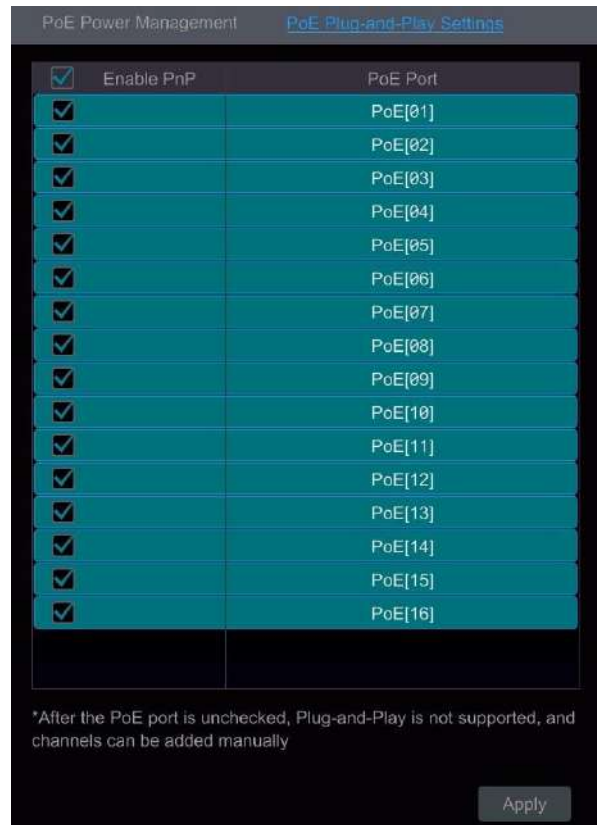 PoE Power Management PoE Plug-and-Play Settings
Enable PnP PoE Port
PoE[01]
PoE[02]
PoE[03]
PoE[04]
PoE[05]
PoE[06]
PoE[07]
PoE[08]
PoE[09]
PoE[10]
PoE[11]
PoE[12]
PoE[13]
PoE[14]
PoE[15]
PoE[16]
*After the PoE port is unchecked, Plug-and-Play is not supported, and
channels can be added manually
Apply